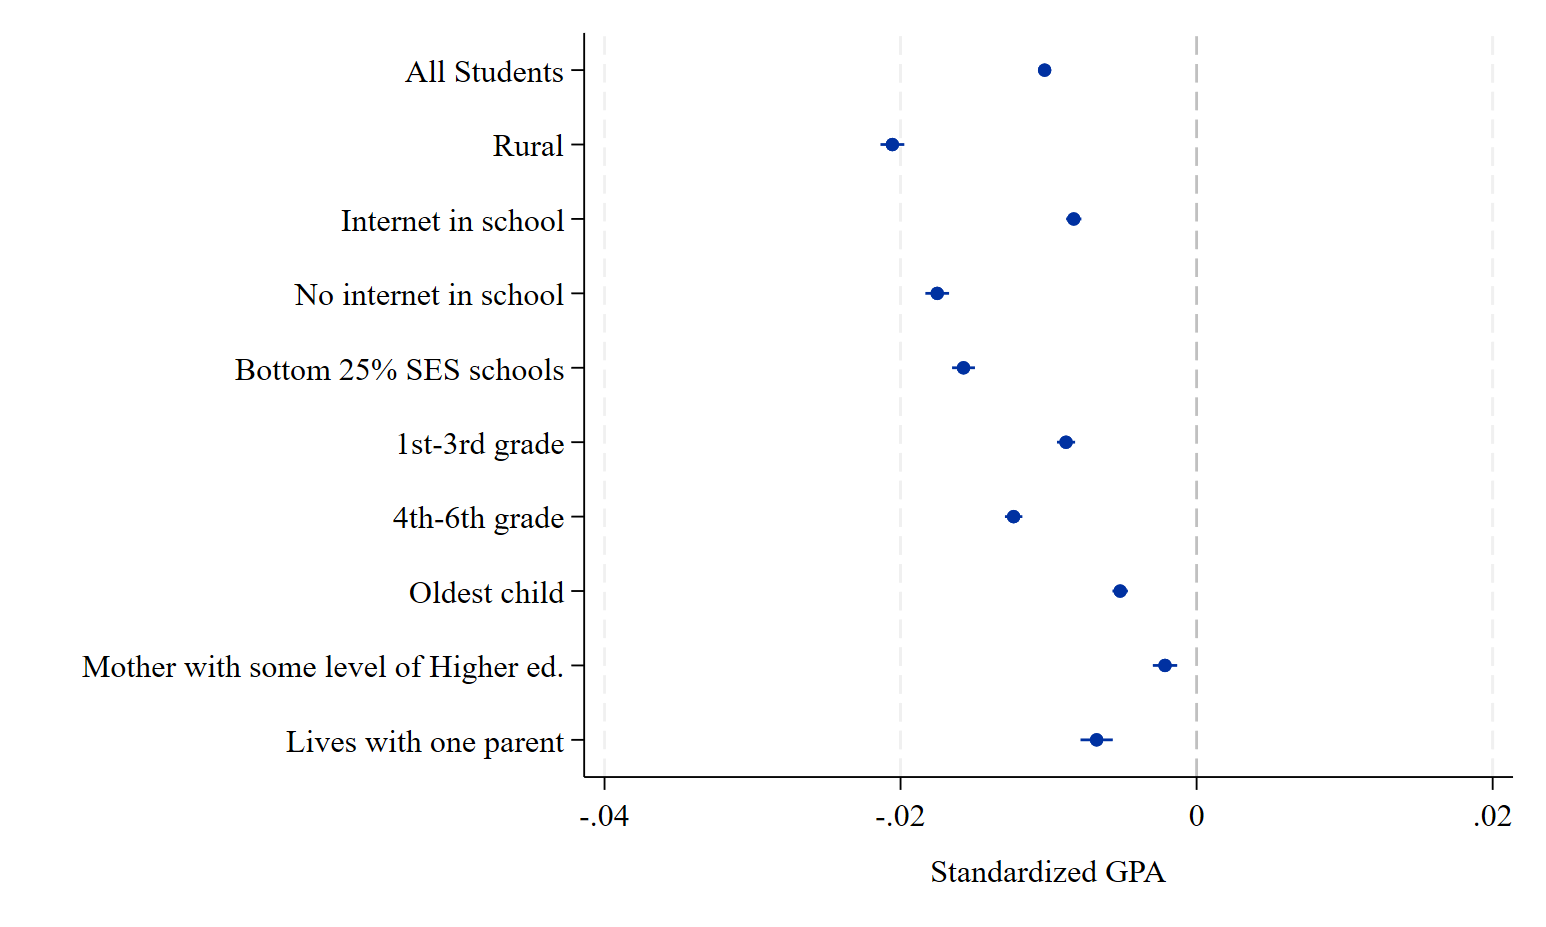 All Students
Rural
Internet in school
No internet in school
Bottom 25% SES schools
1st-3rd grade
4th-6th grade
Oldest child
Mother with some level of Higher ed.
Lives with one parent
-.04 -.02 0 .02
Standardized GPA